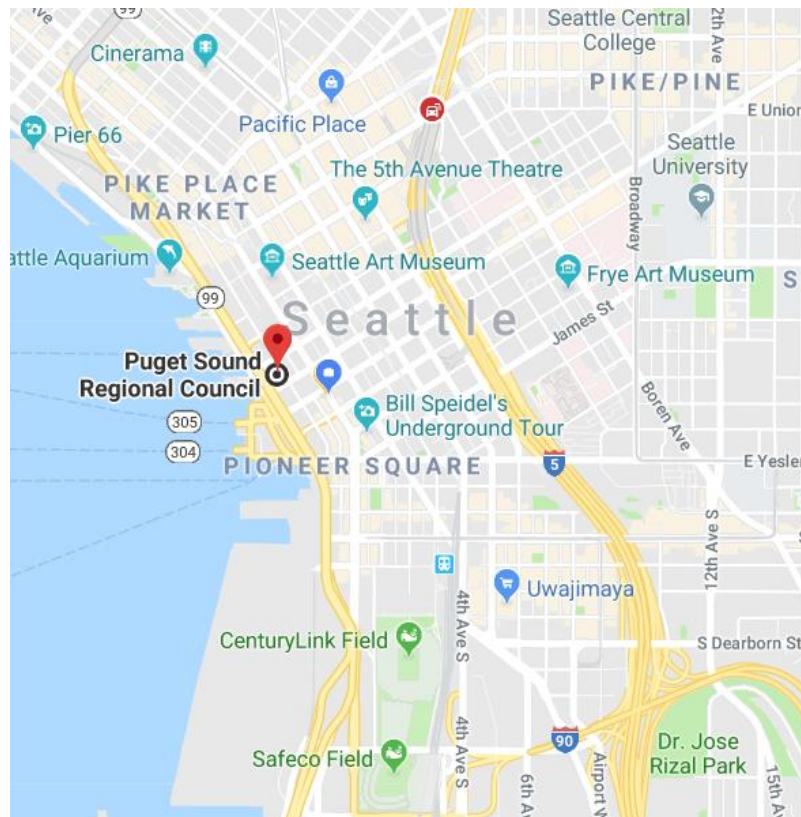 99
Ave
Cinerama
Seattle Central
College
12th Ave
PIKE/PINE
Pacific Place
E Union
Pier 66
Seattle
University
The 5th Avenue Theatre
PIKE PLACE
MARKET
Broadway
attle Aquarium
Seattle Art Museum
Frye Art Museum
S
99
Seattle
James St
Puget Sound
Regional Council
Boren Ave
Bill Speidel's
Underground Tour
305
304
PIONEER SQUARE
5
E Yesler
12th Ave S
Uwajimaya
4th Ave S
CenturyLink Field
S Dearborn St
4th Ave S
90
Safeco Field
Dr. Jose
Rizal Park
6th Av
Airport W
15th Av